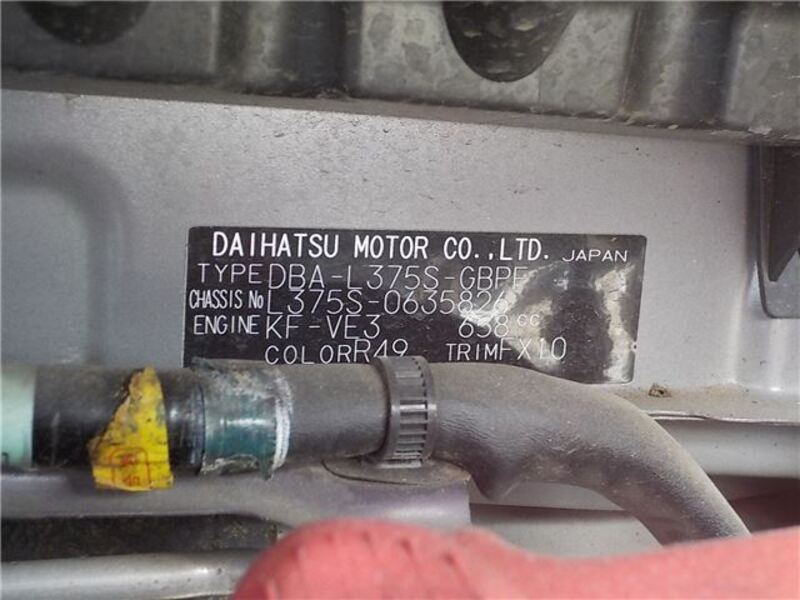 DAIHATSU MOTOR CO.,LTD. JAPAN
TYPE DBA-L375S-GBPF
CHASSIS No L375S-0635826
ENGINE KF-VE3 658cc
COLOR R49 TRIM FX10